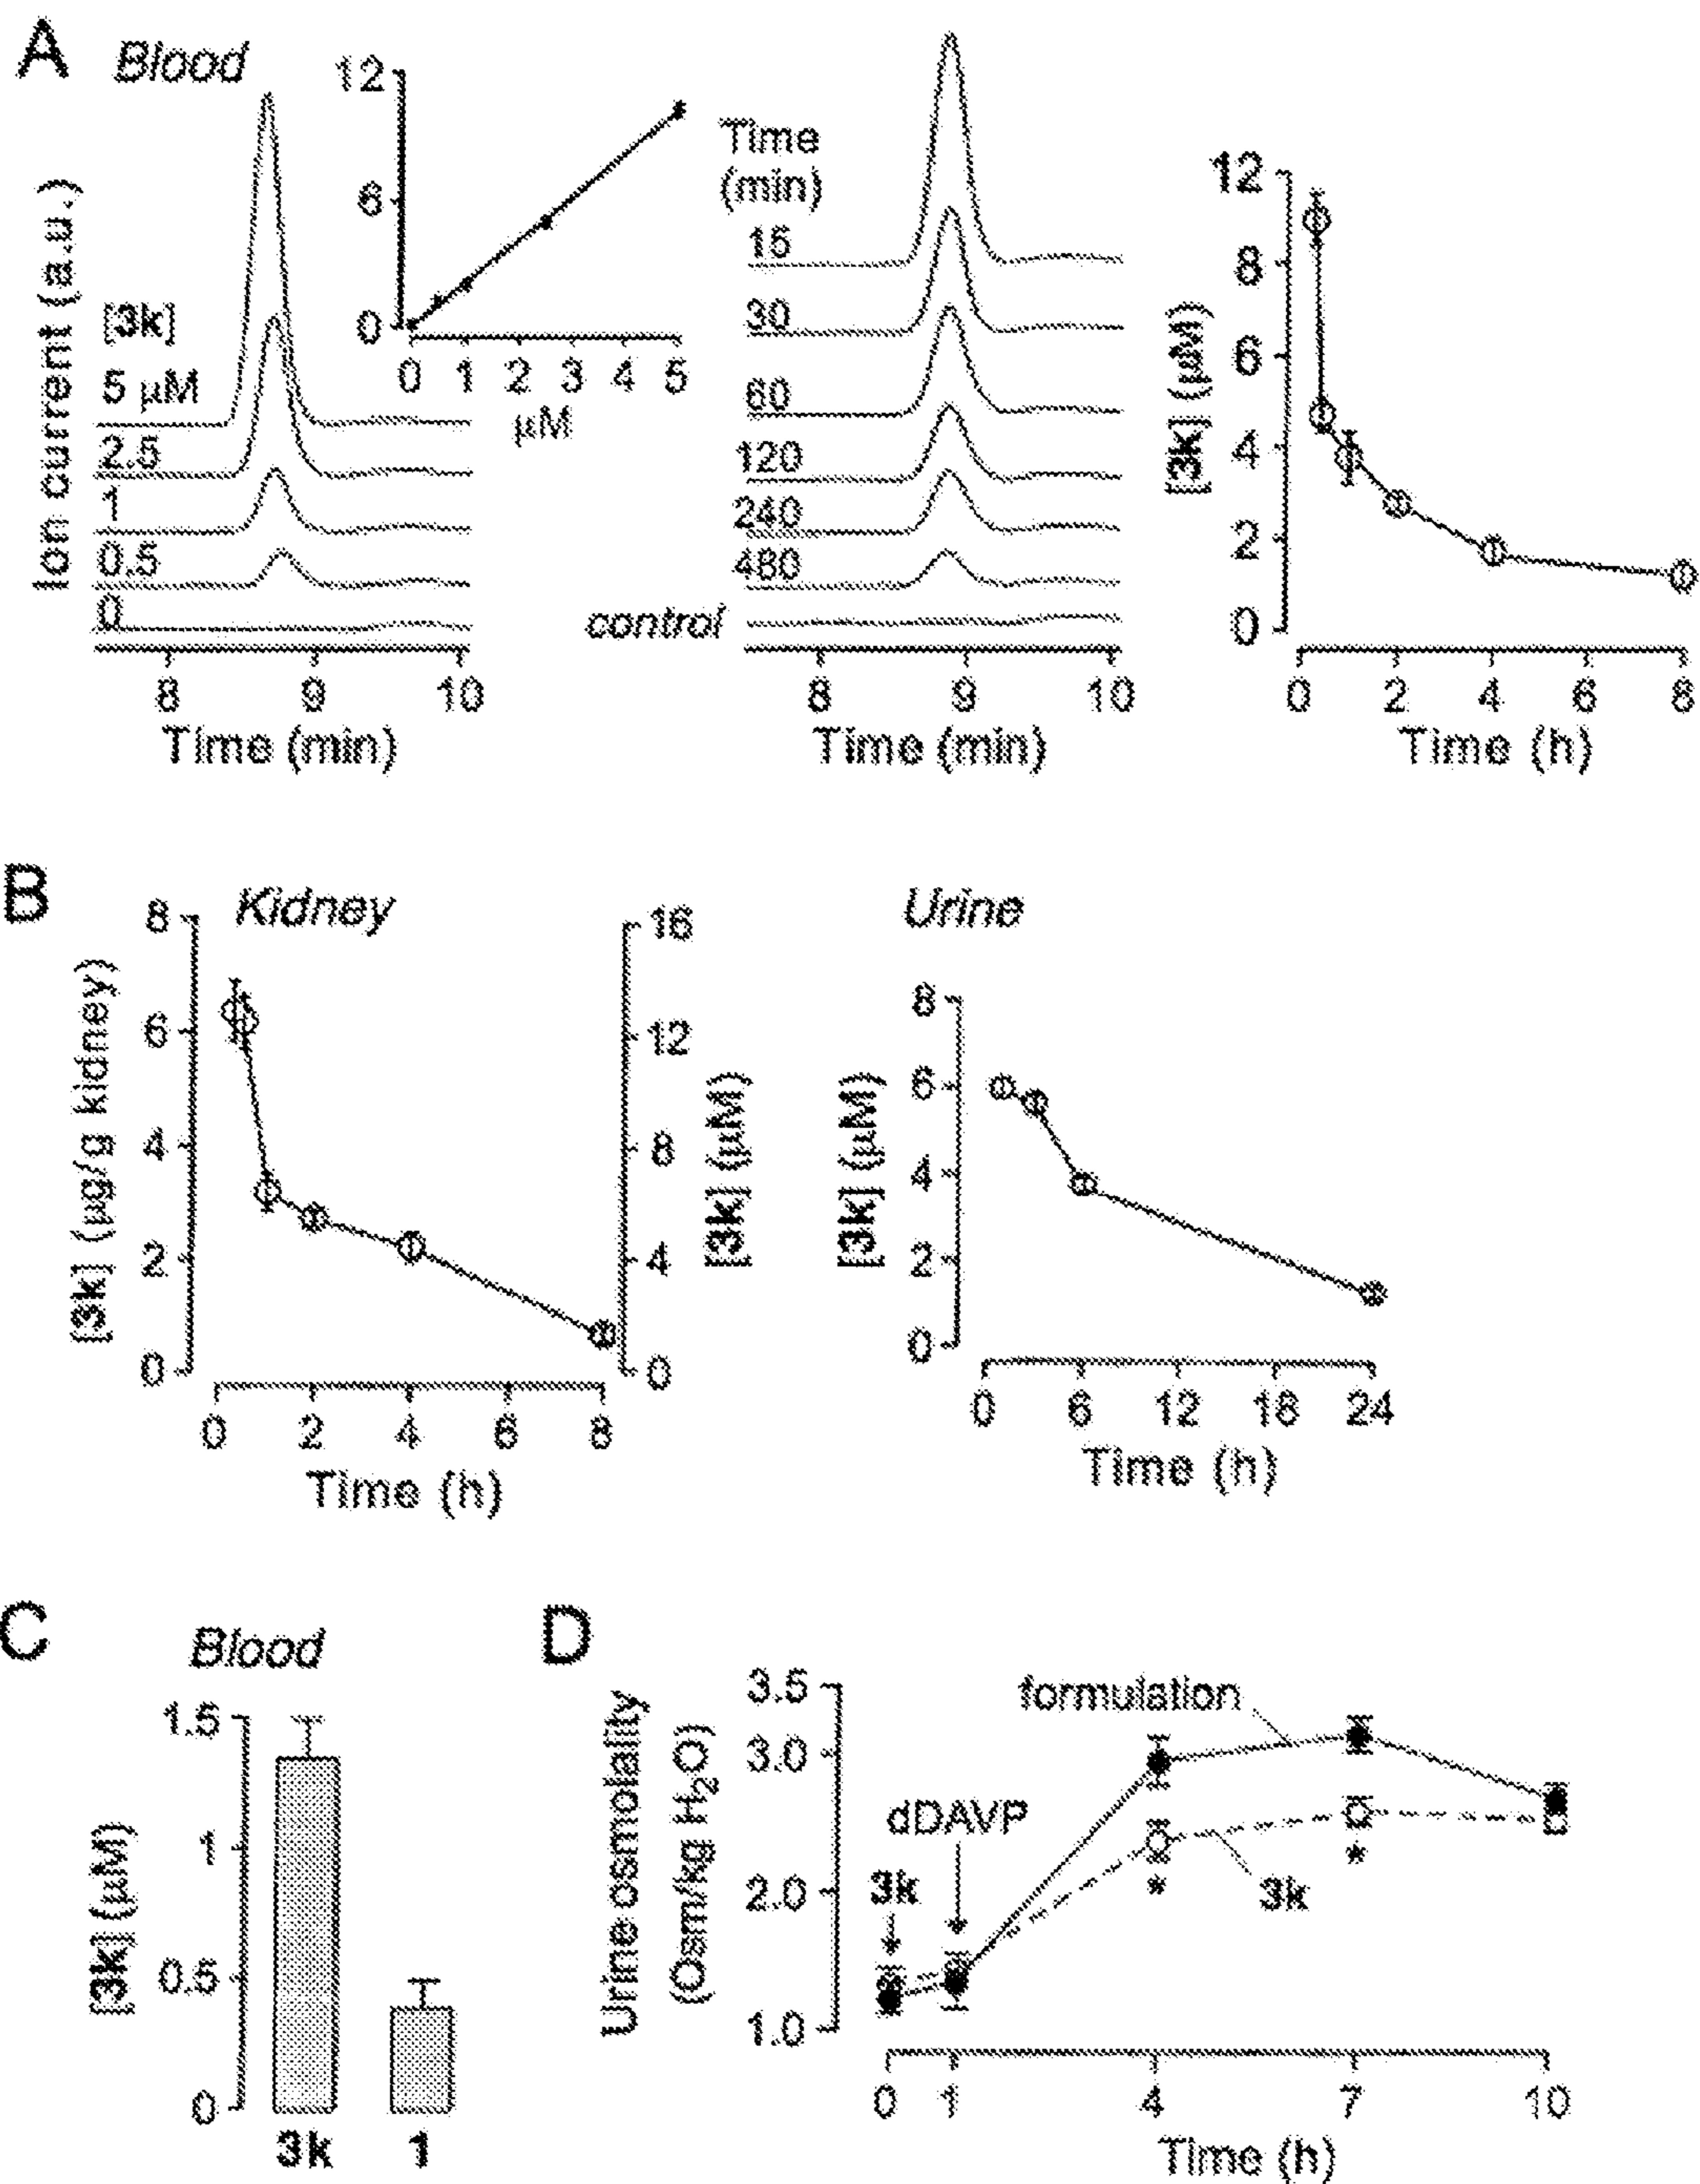 A
Blood
Ion current (a.u.)
[3k]
5 µM
2.5
1
0.5
0
8 9 10
Time (min)
12
6
0
0 1 2 3 4 5
µM
Time
(min)
15
30
60
120
240
480
control
8 9 10
Time (min)
[3k] (µM)
12
8
6
4
2
0
0 2 4 6 8
Time (h)
B
Kidney
[3k] (µg/g kidney)
8
6
4
2
0
0 2 4 6 8
Time (h)
16
12
8
4
0
[3k] (µM)
Urine
[3k] (µM)
8
6
4
2
0
0 6 12 18 24
Time (h)
C
Blood
[3k] (µM)
1.5
1
0.5
0
3k 1
D
Urine osmolality
(Osm/kg H₂O)
3.5
3.0
2.0
1.0
formulation
dDAVP
3k
3k
*
*
0 1 4 7 10
Time (h)